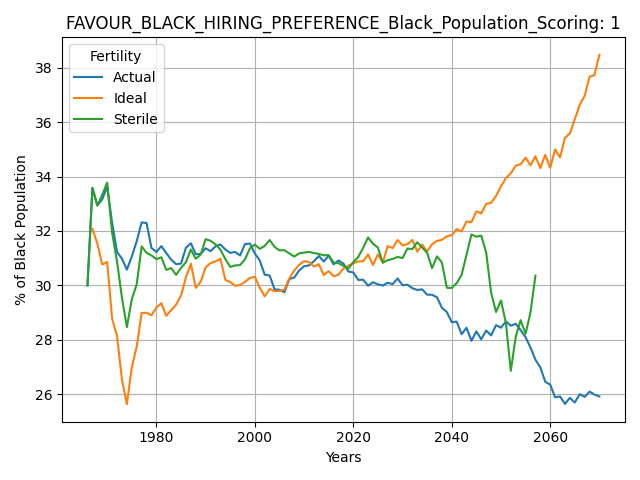 FAVOUR_BLACK_HIRING_PREFERENCE_Black_Population_Scoring: 1
Fertility
Actual
Ideal
Sterile
% of Black Population
38
36
34
32
30
28
26
1980
2000
2020
2040
2060
Years